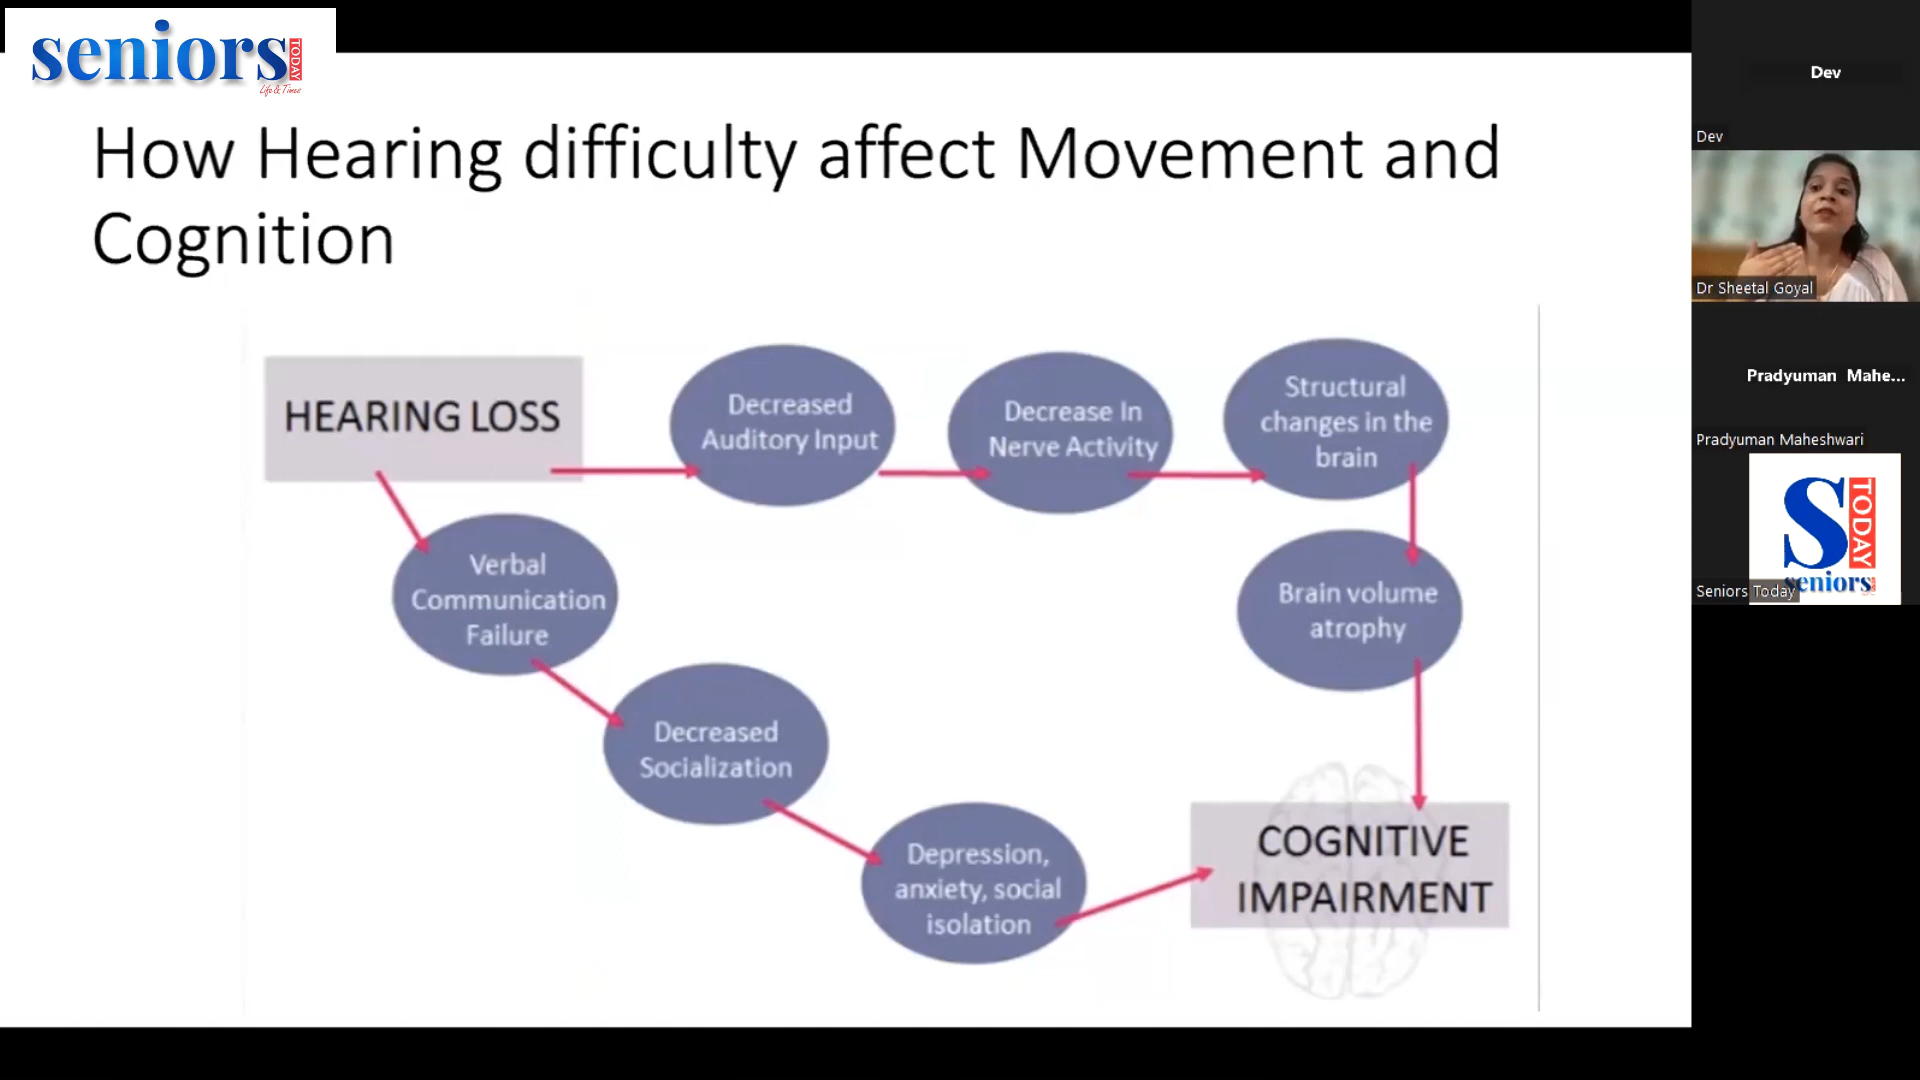 seniors
TODAY
Life & Times
How Hearing difficulty affect Movement and
Cognition
HEARING LOSS
Decreased
Auditory Input
Decrease In
Nerve Activity
Structural
changes in the
brain
Verbal
Communication
Failure
Brain volume
atrophy
Decreased
Socialization
Depression,
anxiety, social
isolation
COGNITIVE
IMPAIRMENT
Dev
Dev
Dr Sheetal Goyal
Pradyuman Mahe...
Pradyuman Maheshwari
S
TODAY
seniors
Seniors Today